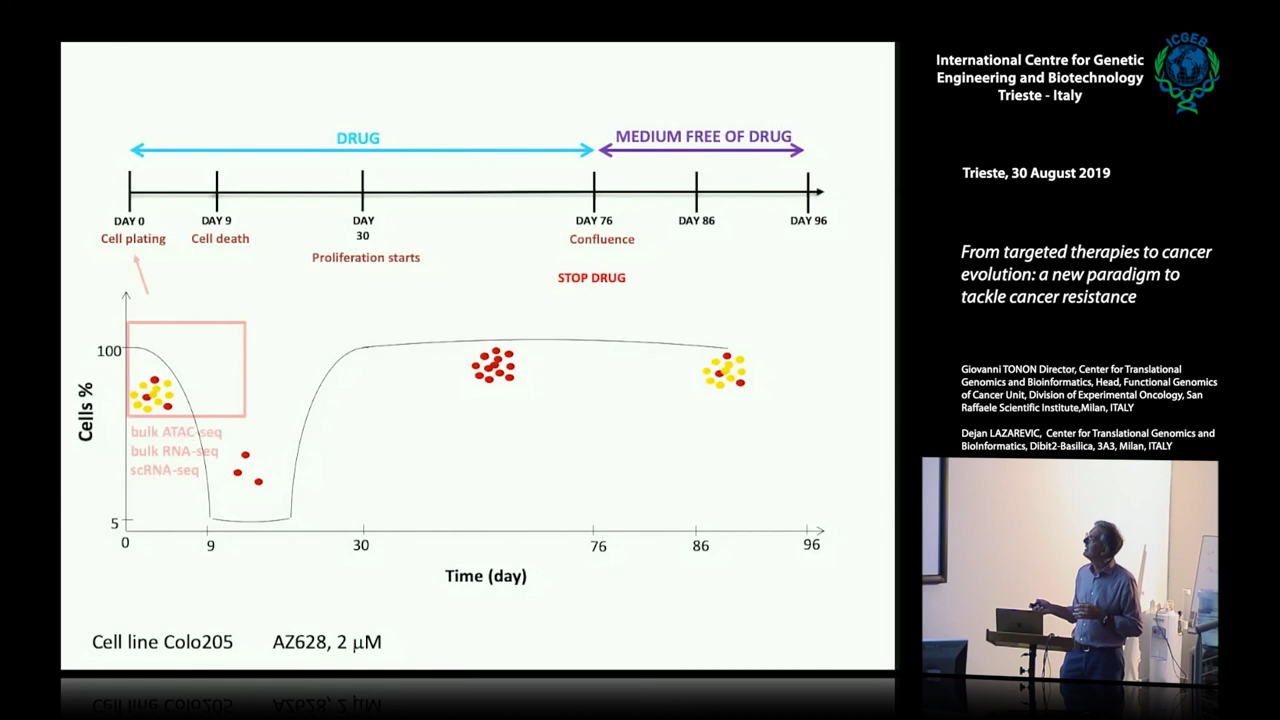 DRUG
MEDIUM FREE OF DRUG
DAY 0
DAY 9
DAY
30
DAY 76
DAY 86
DAY 96
Cell plating
Cell death
Proliferation starts
Confluence
STOP DRUG
100
5
Cells %
bulk ATAC-seq
bulk RNA-seq
scRNA-seq
0
9
30
76
86
96
Time (day)
Cell line Colo205
AZ628, 2 µM
International Centre for Genetic
Engineering and Biotechnology
Trieste - Italy
ICGEB
Trieste, 30 August 2019
From targeted therapies to cancer
evolution: a new paradigm to
tackle cancer resistance
Giovanni TONON Director, Center for Translational
Genomics and Bioinformatics, Head, Functional Genomics
of Cancer Unit, Division of Experimental Oncology, San
Raffaele Scientific Institute,Milan, ITALY
Dejan LAZAREVIC, Center for Translational Genomics and
BioInformatics, Dibit2-Basilica, 3A3, Milan, ITALY